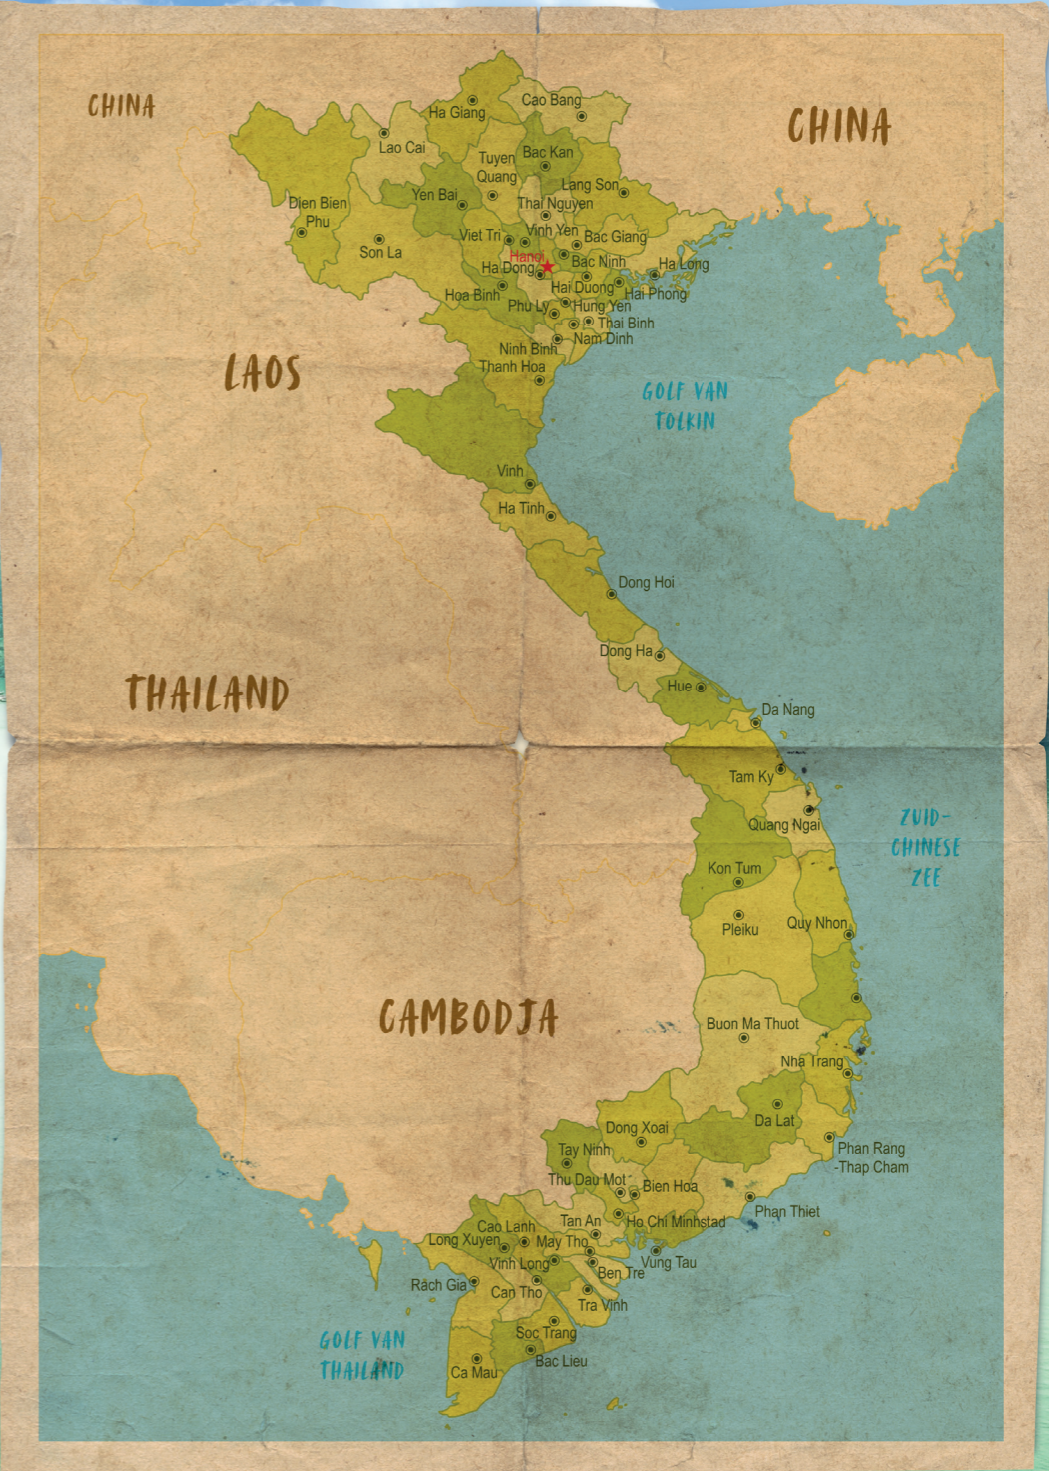 CHINA
CHINA
Ha Giang
Cao Bang
Lao Cai
Bac Kan
Tuyen
Quang
Lang Son
Yen Bai
Dien Bien
Phu
Thai Nguyen
Son La
Viet Tri
Vinh Yen
Bac Giang
Hanoi
Ha Dong
Bac Ninh
Ha Long
Hoa Binh
Hai Duong
Hai Phong
Phu Ly
Hung Yen
Thai Binh
Nam Dinh
Ninh Binh
Thanh Hoa
LAOS
GOLF VAN
TOLKIN
Vinh
Ha Tinh
Dong Hoi
Dong Ha
Hue
THAILAND
Da Nang
Tam Ky
Quang Ngai
ZUID-
CHINESE
ZEE
Kon Tum
Pleiku
Quy Nhon
CAMBODJA
Buon Ma Thuot
Nha Trang
Da Lat
Dong Xoai
Phan Rang
-Thap Cham
Tay Ninh
Thu Dau Mot
Bien Hoa
Phan Thiet
Tan An
Ho Chi Minhstad
Cao Lanh
Long Xuyen
May Tho
Vung Tau
Vinh Long
Ben Tre
Rach Gia
Can Tho
Tra Vinh
Soc Trang
GOLF VAN
THAILAND
Bac Lieu
Ca Mau